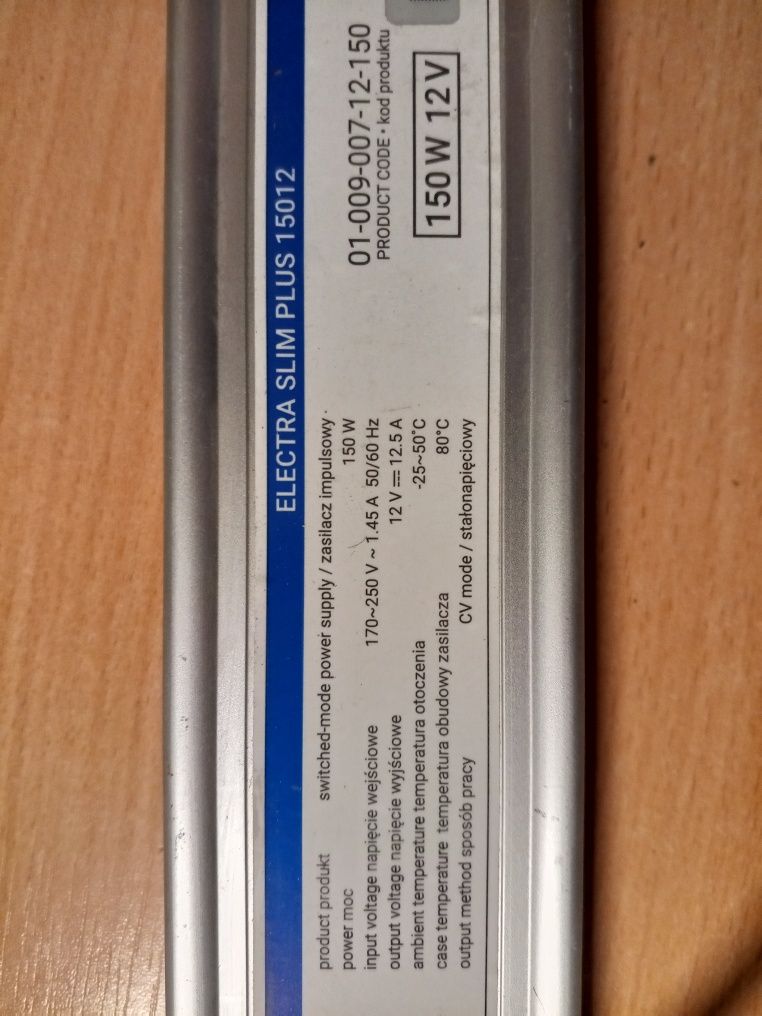 ELECTRA SLIM PLUS 15012
product produkt switched-mode power supply / zasilacz impulsowy
power moc 150 W
input voltage napięcie wejściowe 170~250 V ~ 1.45 A 50/60 Hz
output voltage napięcie wyjściowe 12 V ⎓ 12.5 A
ambient temperature temperatura otoczenia -25~50°C
case temperature temperatura obudowy zasilacza 80°C
output method sposób pracy CV mode / stałonapięciowy
01-009-007-12-150
PRODUCT CODE • kod produktu
150 W 12 V